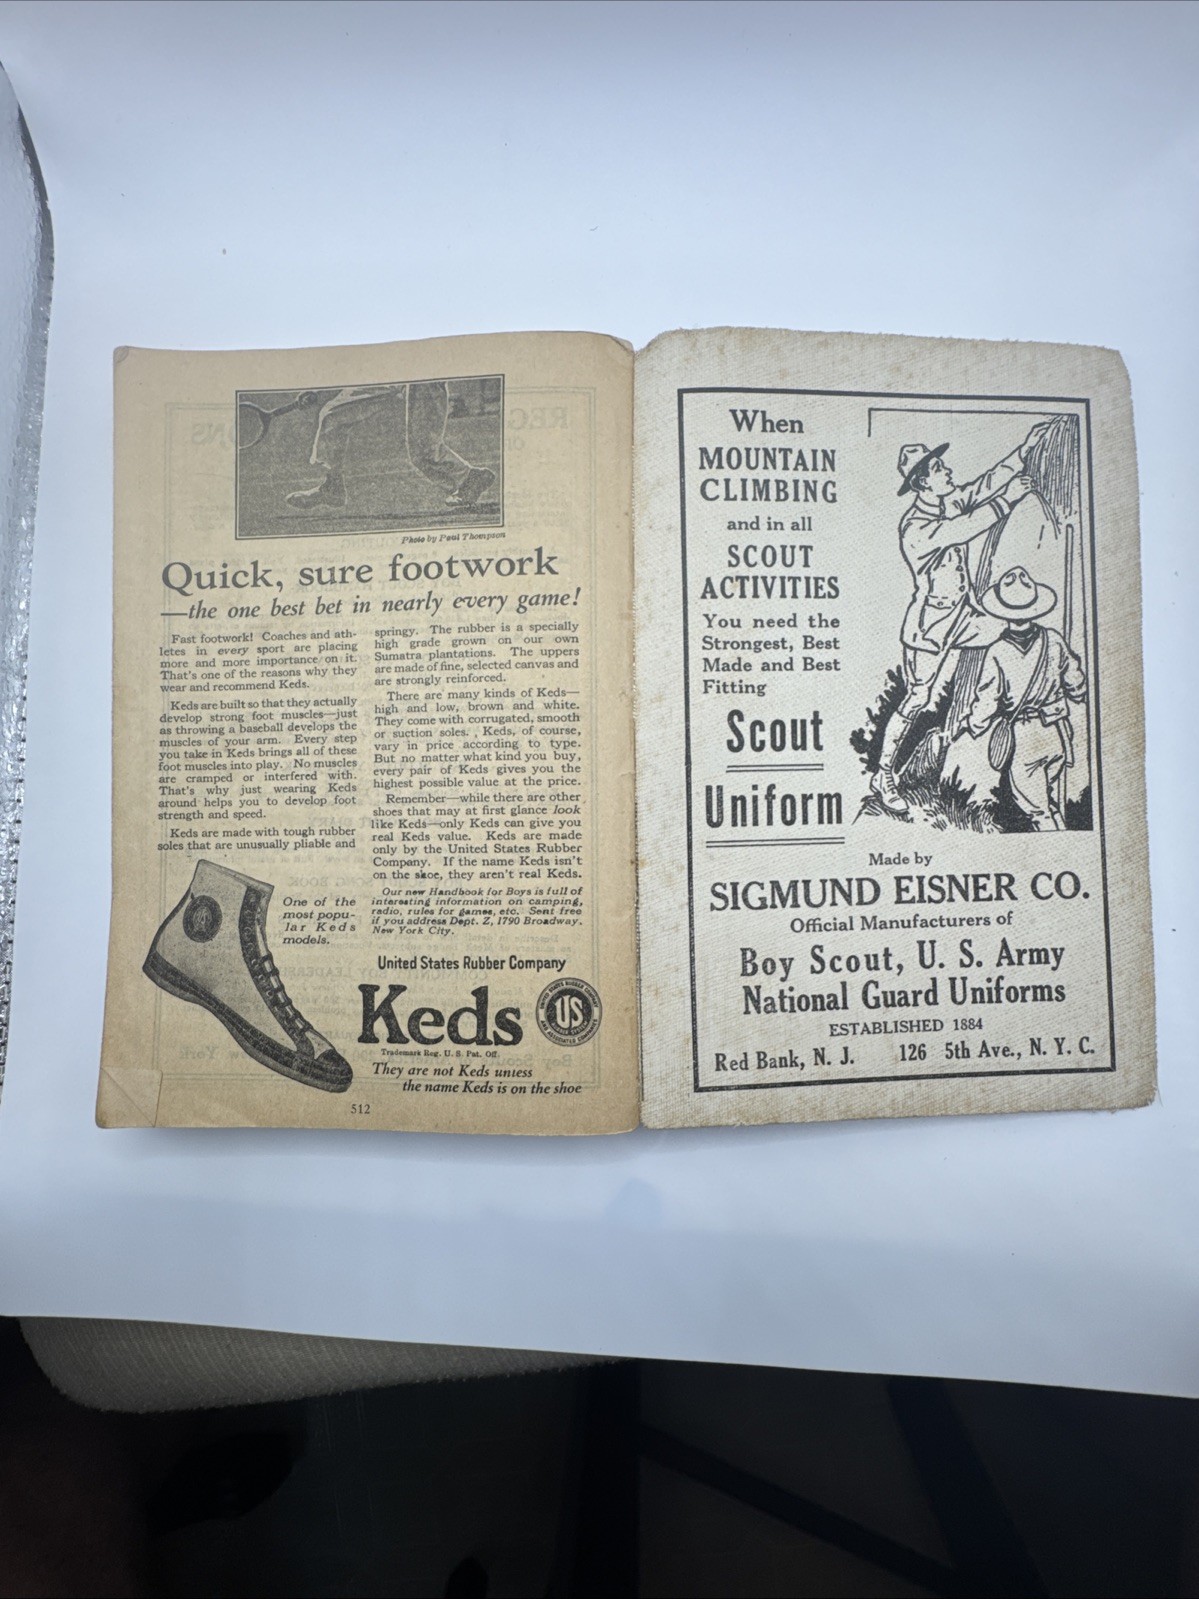 Photo by Paul Thompson
Quick, sure footwork
—the one best bet in nearly every game!
Fast footwork! Coaches and ath-
letes in every sport are placing
more and more importance on it.
That's one of the reasons why they
wear and recommend Keds.
Keds are built so that they actually
develop strong foot muscles—just
as throwing a baseball develops the
muscles of your arm. Every step
you take in Keds brings all of these
foot muscles into play. No muscles
are cramped or interfered with.
That's why just wearing Keds
around helps you to develop foot
strength and speed.
Keds are made with tough rubber
soles that are unusually pliable and
springy. The rubber is a specially
high grade grown on our own
Sumatra plantations. The uppers
are made of fine, selected canvas and
are strongly reinforced.
There are many kinds of Keds—
high and low, brown and white.
They come with corrugated, smooth
or suction soles. Keds, of course,
vary in price according to type.
But no matter what kind you buy,
every pair of Keds gives you the
highest possible value at the price.
Remember—while there are other
shoes that may at first glance look
like Keds—only Keds can give you
real Keds value. Keds are made
only by the United States Rubber
Company. If the name Keds isn't
on the shoe, they aren't real Keds.
Our new Handbook for Boys is full of
interesting information on camping,
radio, rules for games, etc. Sent free
if you address Dept. Z, 1790 Broadway,
New York City.
One of the
most popu-
lar Keds
models.
United States Rubber Company
Keds
US
Trademark Reg. U. S. Pat. Off.
They are not Keds unless
the name Keds is on the shoe
512
When
MOUNTAIN
CLIMBING
and in all
SCOUT
ACTIVITIES
You need the
Strongest, Best
Made and Best
Fitting
Scout
Uniform
Made by
SIGMUND EISNER CO.
Official Manufacturers of
Boy Scout, U. S. Army
National Guard Uniforms
ESTABLISHED 1884
Red Bank, N. J. 126 5th Ave., N. Y. C.